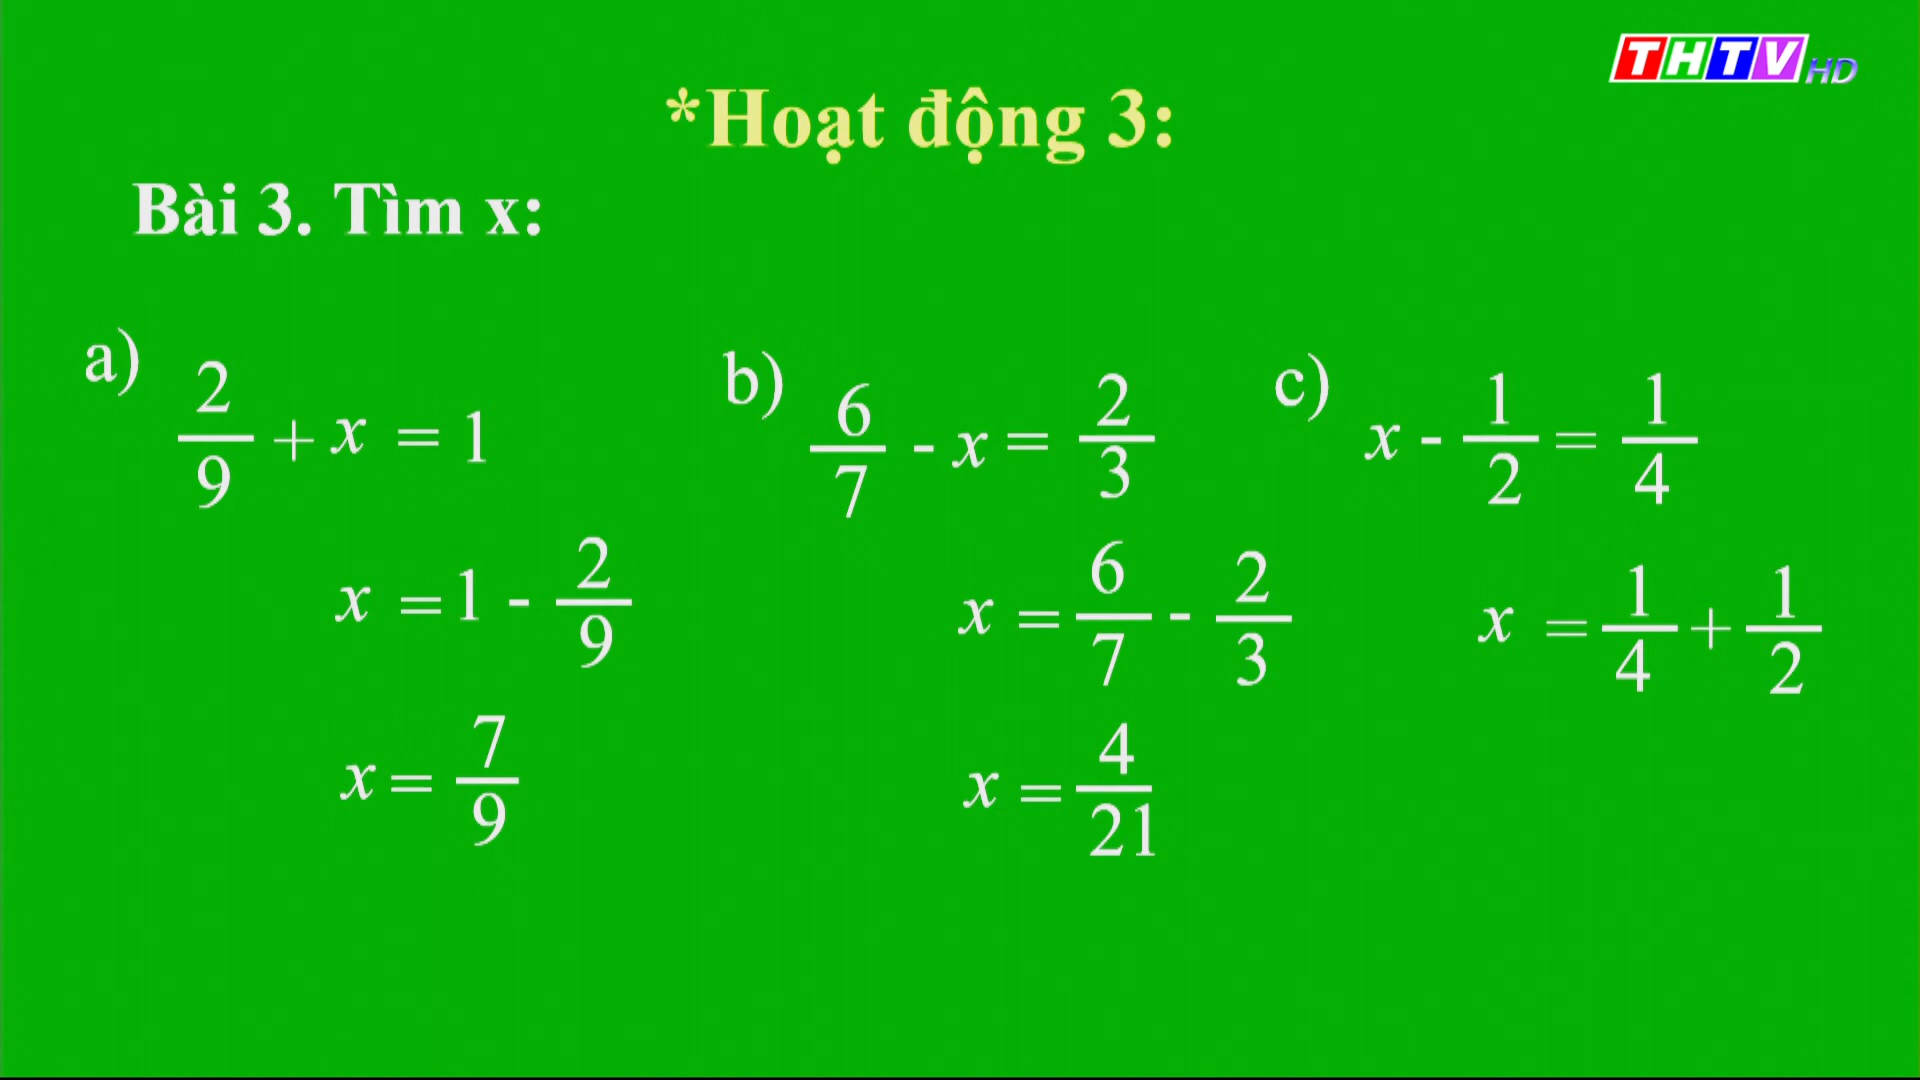 THTV HD
*Hoạt động 3:
Bài 3. Tìm x:
a) 2/9 + x = 1
x = 1 - 2/9
x = 7/9
b) 6/7 - x = 2/3
x = 6/7 - 2/3
x = 4/21
c) x - 1/2 = 1/4
x = 1/4 + 1/2